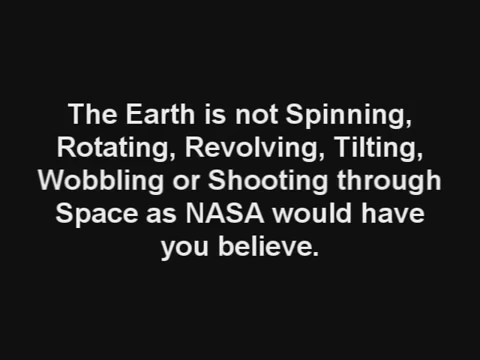 The Earth is not Spinning,
Rotating, Revolving, Tilting,
Wobbling or Shooting through
Space as NASA would have
you believe.